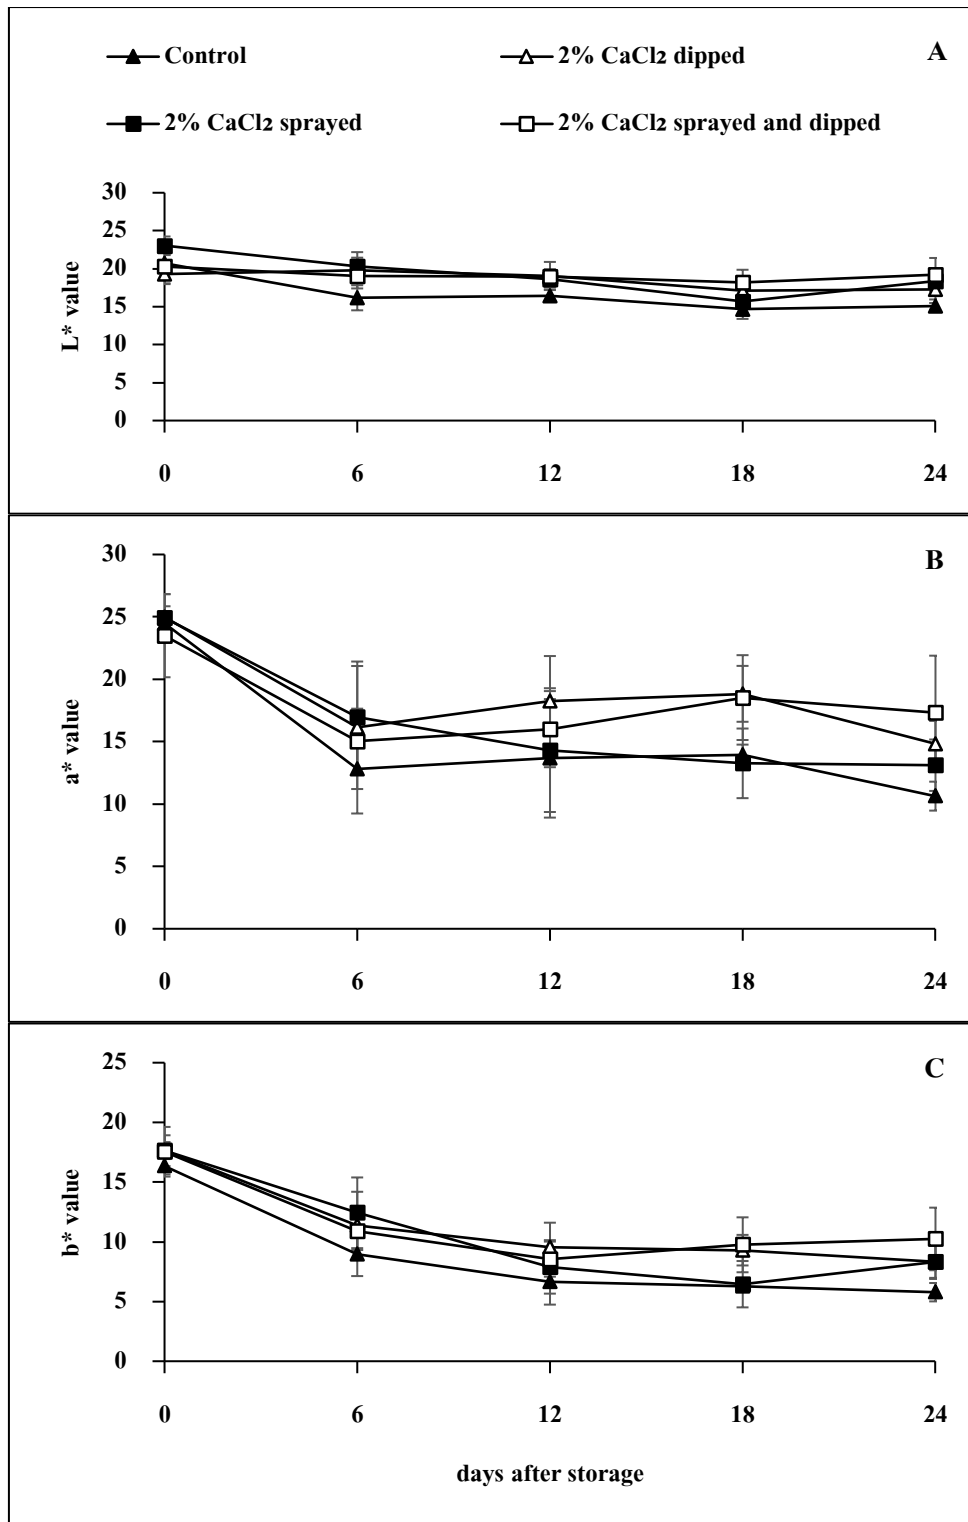 Control
2% CaCl2 dipped
A
2% CaCl2 sprayed
2% CaCl2 sprayed and dipped
30
25
20
15
10
5
0
L* value
0 6 12 18 24
B
30
25
20
15
10
5
0
a* value
0 6 12 18 24
C
25
20
15
10
5
0
b* value
0 6 12 18 24
days after storage